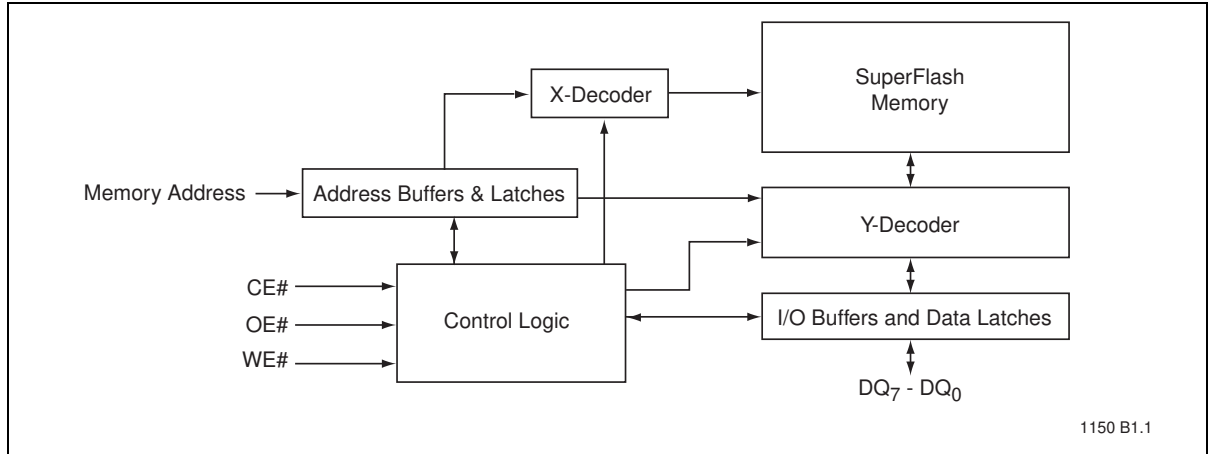 X-Decoder
SuperFlash
Memory
Memory Address
Address Buffers & Latches
Y-Decoder
CE#
OE#
WE#
Control Logic
I/O Buffers and Data Latches
DQ7 - DQ0
1150 B1.1